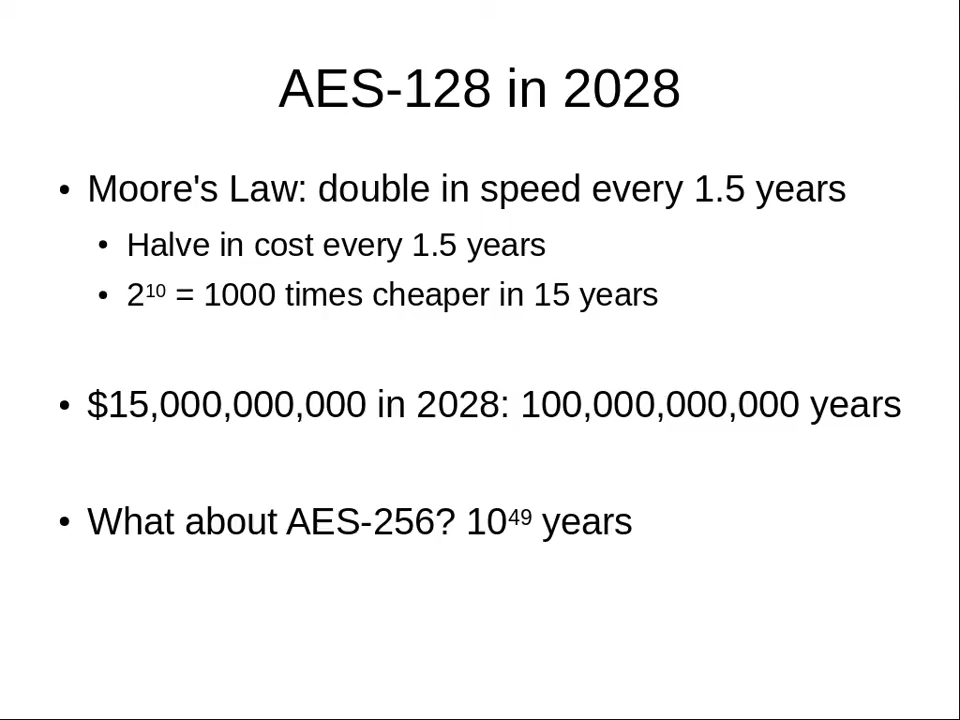 AES-128 in 2028
• Moore's Law: double in speed every 1.5 years
• Halve in cost every 1.5 years
• 2¹⁰ = 1000 times cheaper in 15 years
• $15,000,000,000 in 2028: 100,000,000,000 years
• What about AES-256? 10⁴⁹ years